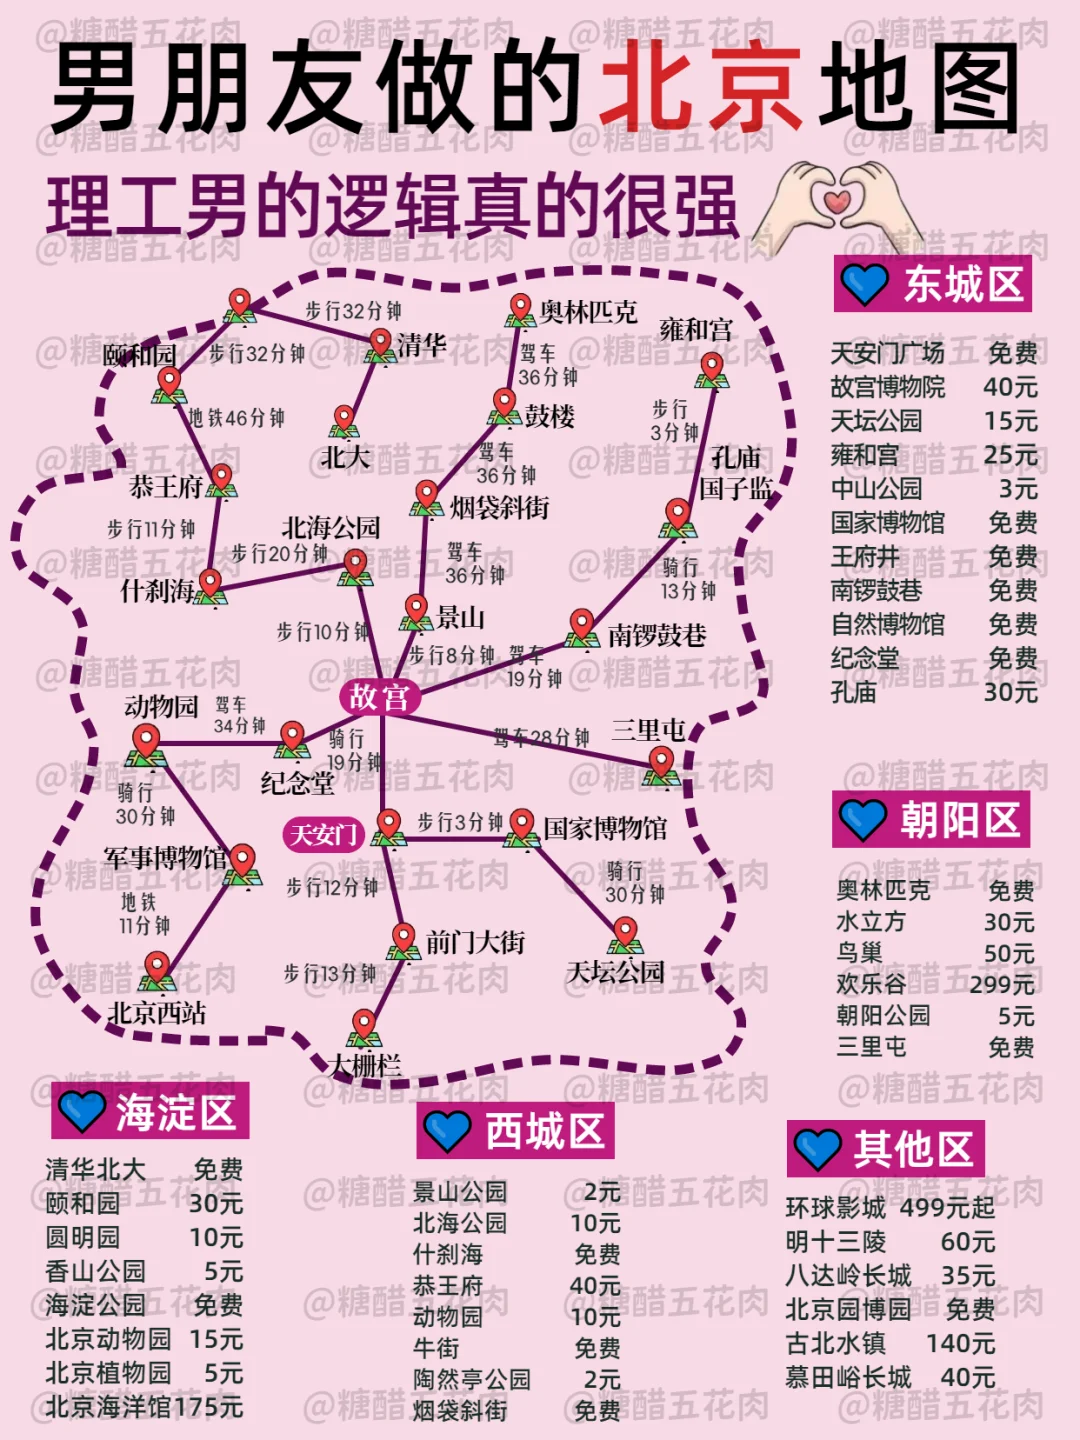 男朋友做的北京地图
理工男的逻辑真的很强
步行32分钟
颐和园
步行32分钟
清华
地铁46分钟
北大
恭王府
步行11分钟
什刹海
步行20分钟
北海公园
步行10分钟
奥林匹克
驾车
36分钟
鼓楼
驾车
36分钟
烟袋斜街
驾车
36分钟
景山
步行8分钟
雍和宫
步行
3分钟
孔庙
国子监
骑行
13分钟
南锣鼓巷
驾车
19分钟
故宫
动物园
驾车
34分钟
纪念堂
骑行
19分钟
驾车28分钟
三里屯
骑行
30分钟
军事博物馆
地铁
11分钟
北京西站
天安门
步行3分钟
国家博物馆
骑行
30分钟
天坛公园
步行12分钟
前门大街
步行13分钟
大栅栏
东城区
天安门广场 免费
故宫博物院 40元
天坛公园 15元
雍和宫 25元
中山公园 3元
国家博物馆 免费
王府井 免费
南锣鼓巷 免费
自然博物馆 免费
纪念堂 免费
孔庙 30元
朝阳区
奥林匹克 免费
水立方 30元
鸟巢 50元
欢乐谷 299元
朝阳公园 5元
三里屯 免费
海淀区
清华北大 免费
颐和园 30元
圆明园 10元
香山公园 5元
海淀公园 免费
北京动物园 15元
北京植物园 5元
北京海洋馆 175元
西城区
景山公园 2元
北海公园 10元
什刹海 免费
恭王府 40元
动物园 10元
牛街 免费
陶然亭公园 2元
烟袋斜街 免费
其他区
环球影城 499元起
明十三陵 60元
八达岭长城 35元
北京园博园 免费
古北水镇 140元
慕田峪长城 40元
@糖醋五花肉